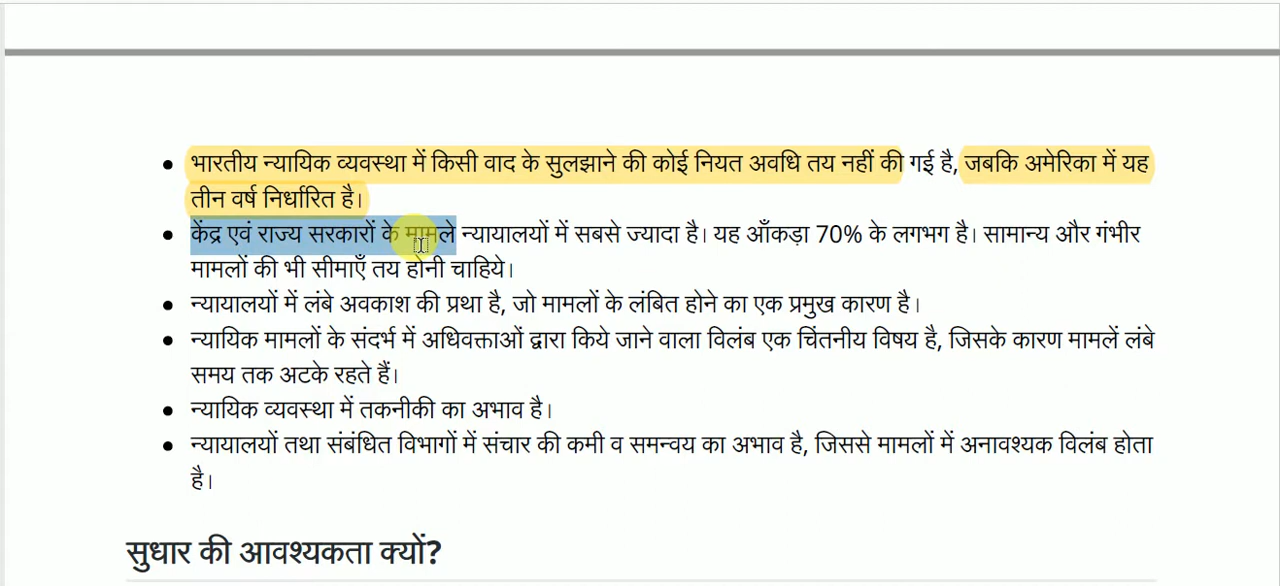 • भारतीय न्यायिक व्यवस्था में किसी वाद के सुलझाने की कोई नियत अवधि तय नहीं की गई है, जबकि अमेरिका में यह
तीन वर्ष निर्धारित है।
• केंद्र एवं राज्य सरकारों के मामले न्यायालयों में सबसे ज्यादा है। यह आँकड़ा 70% के लगभग है। सामान्य और गंभीर
मामलों की भी सीमाएँ तय होनी चाहिये।
• न्यायालयों में लंबे अवकाश की प्रथा है, जो मामलों के लंबित होने का एक प्रमुख कारण है।
• न्यायिक मामलों के संदर्भ में अधिवक्ताओं द्वारा किये जाने वाला विलंब एक चिंतनीय विषय है, जिसके कारण मामलें लंबे
समय तक अटके रहते हैं।
• न्यायिक व्यवस्था में तकनीकी का अभाव है।
• न्यायालयों तथा संबंधित विभागों में संचार की कमी व समन्वय का अभाव है, जिससे मामलों में अनावश्यक विलंब होता
है।
सुधार की आवश्यकता क्यों?